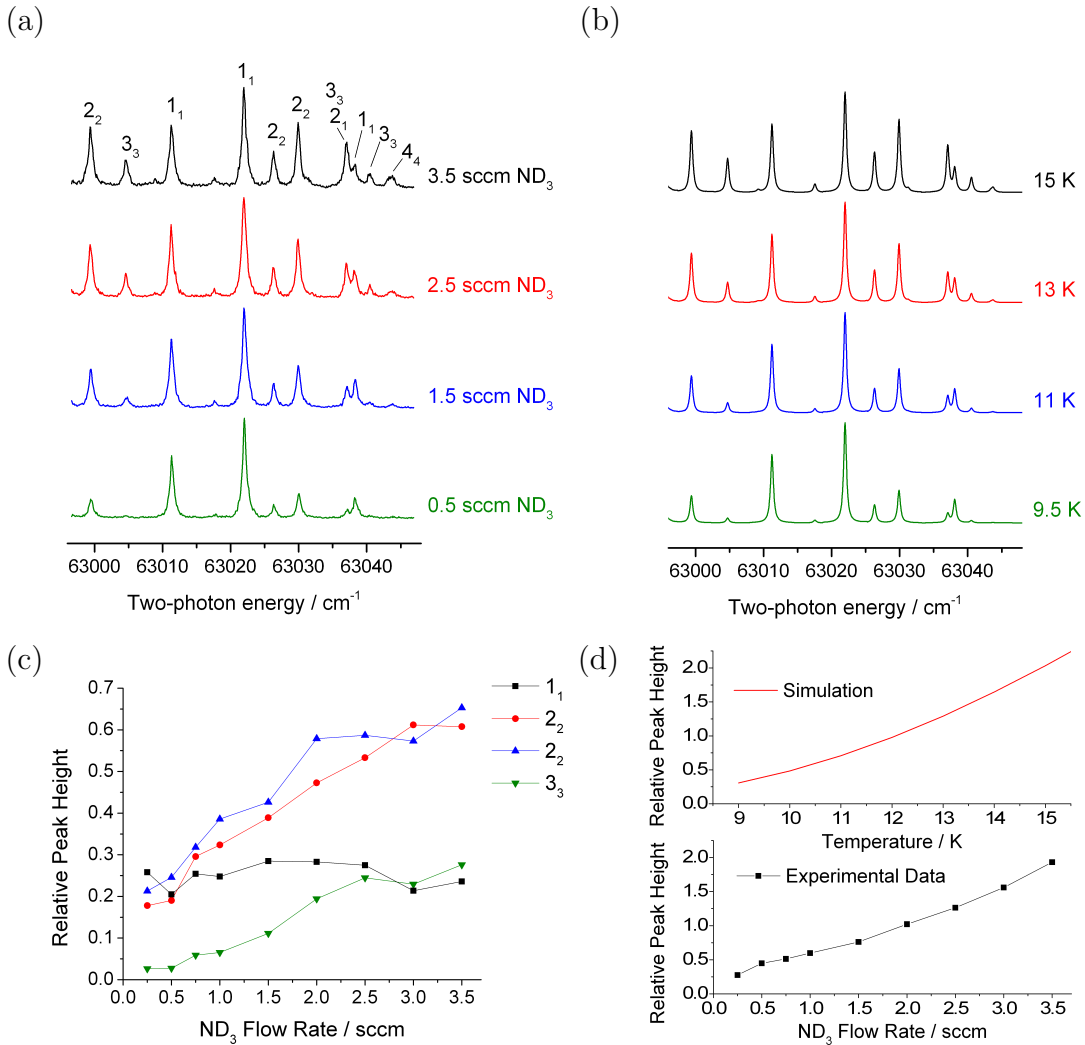 (a)
2₂ 3₃ 1₁ 1₁ 2₂ 2₂ 3₃ 2₁ 1₁ 3₃ 4₄
3.5 sccm ND₃
2.5 sccm ND₃
1.5 sccm ND₃
0.5 sccm ND₃
63000 63010 63020 63030 63040
Two-photon energy / cm⁻¹
(b)
15 K
13 K
11 K
9.5 K
63000 63010 63020 63030 63040
Two-photon energy / cm⁻¹
(c)
0.7
0.6
0.5
0.4
0.3
0.2
0.1
0.0
Relative Peak Height
1₁
2₂
2₂
3₃
0.0 0.5 1.0 1.5 2.0 2.5 3.0 3.5
ND₃ Flow Rate / sccm
(d)
Relative Peak Height
2.0
1.5
1.0
0.5
0.0
Simulation
9 10 11 12 13 14 15
Temperature / K
Relative Peak Height
2.0
1.5
1.0
0.5
0.0
Experimental Data
0.0 0.5 1.0 1.5 2.0 2.5 3.0 3.5
ND₃ Flow Rate / sccm